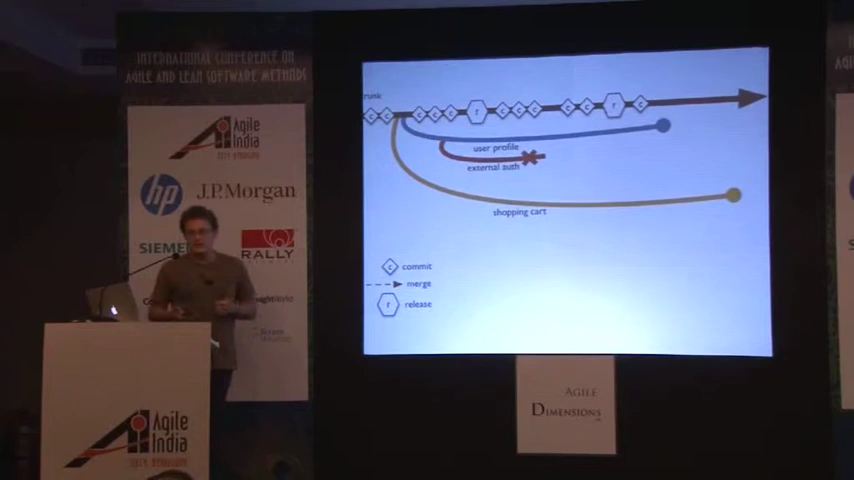 INTERNATIONAL CONFERENCE ON
AGILE AND LEAN SOFTWARE METHODS
Agile
India
hp
J.P.Morgan
SIEME
RALLY
trunk
c c c c c r c c c c c r c
user profile
external auth
shopping cart
c commit
merge
r release
AGILE
DIMENSIONS
Agile
India